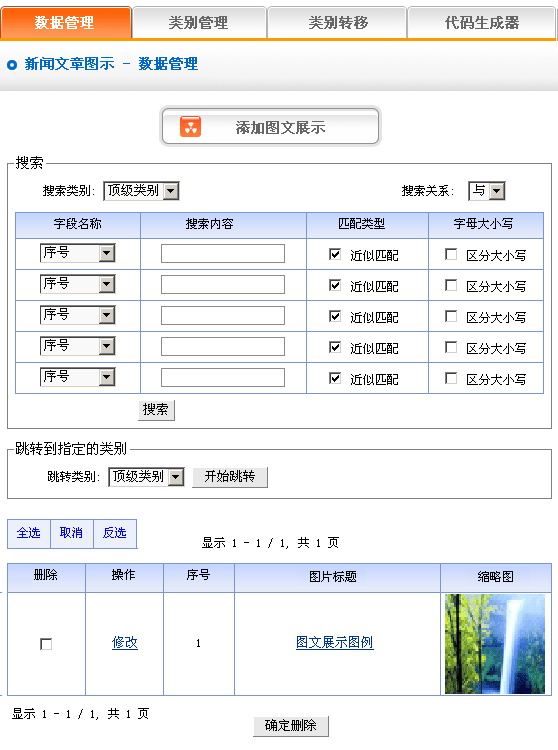 数据管理 类别管理 类别转移 代码生成器
新闻文章图示 - 数据管理
添加图文展示
搜索
搜索类别: 顶级类别 搜索关系: 与
字段名称 搜索内容 匹配类型 字母大小写
序号 近似匹配 区分大小写
序号 近似匹配 区分大小写
序号 近似匹配 区分大小写
序号 近似匹配 区分大小写
序号 近似匹配 区分大小写
搜索
跳转到指定的类别
跳转类别: 顶级类别 开始跳转
全选 取消 反选
显示 1 - 1 / 1, 共 1 页
删除 操作 序号 图片标题 缩略图
修改 1 图文展示图例
显示 1 - 1 / 1, 共 1 页
确定删除